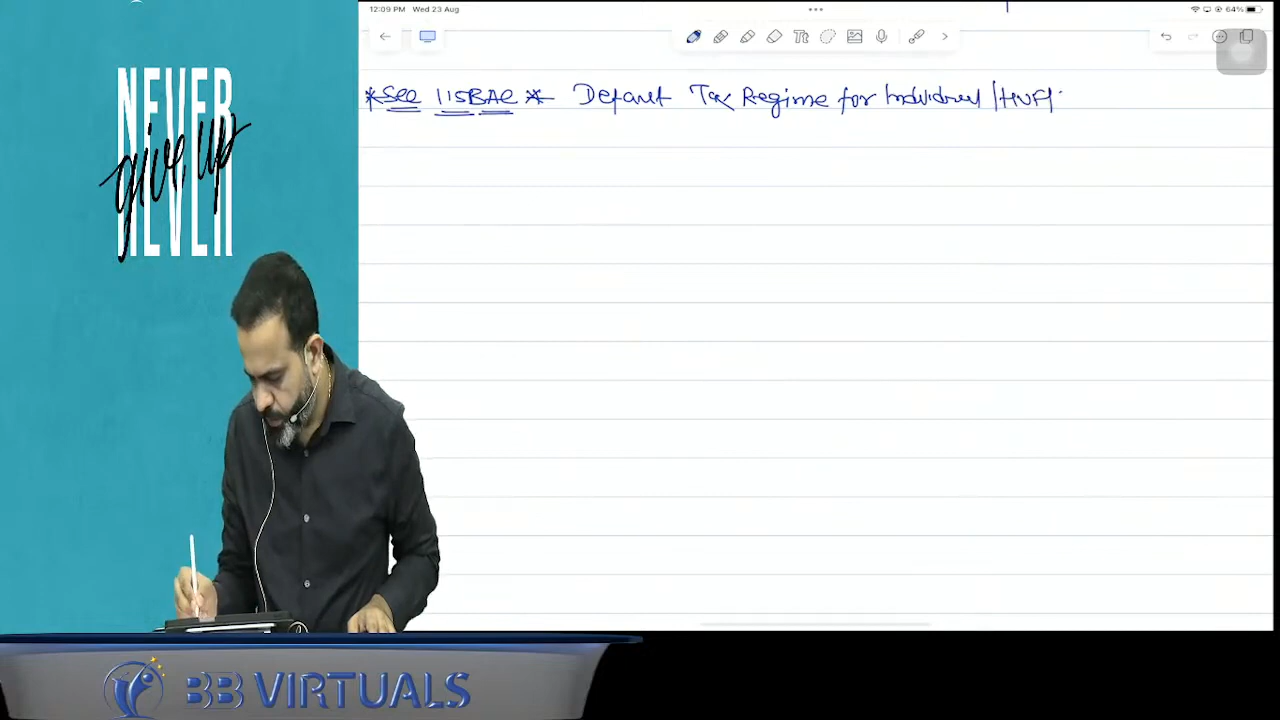 12:09 PM Wed 23 Aug
64%
NEVER
give up
NEVER
*See 115BAC* Default Tax Regime for Individual /HUF/
BB VIRTUALS